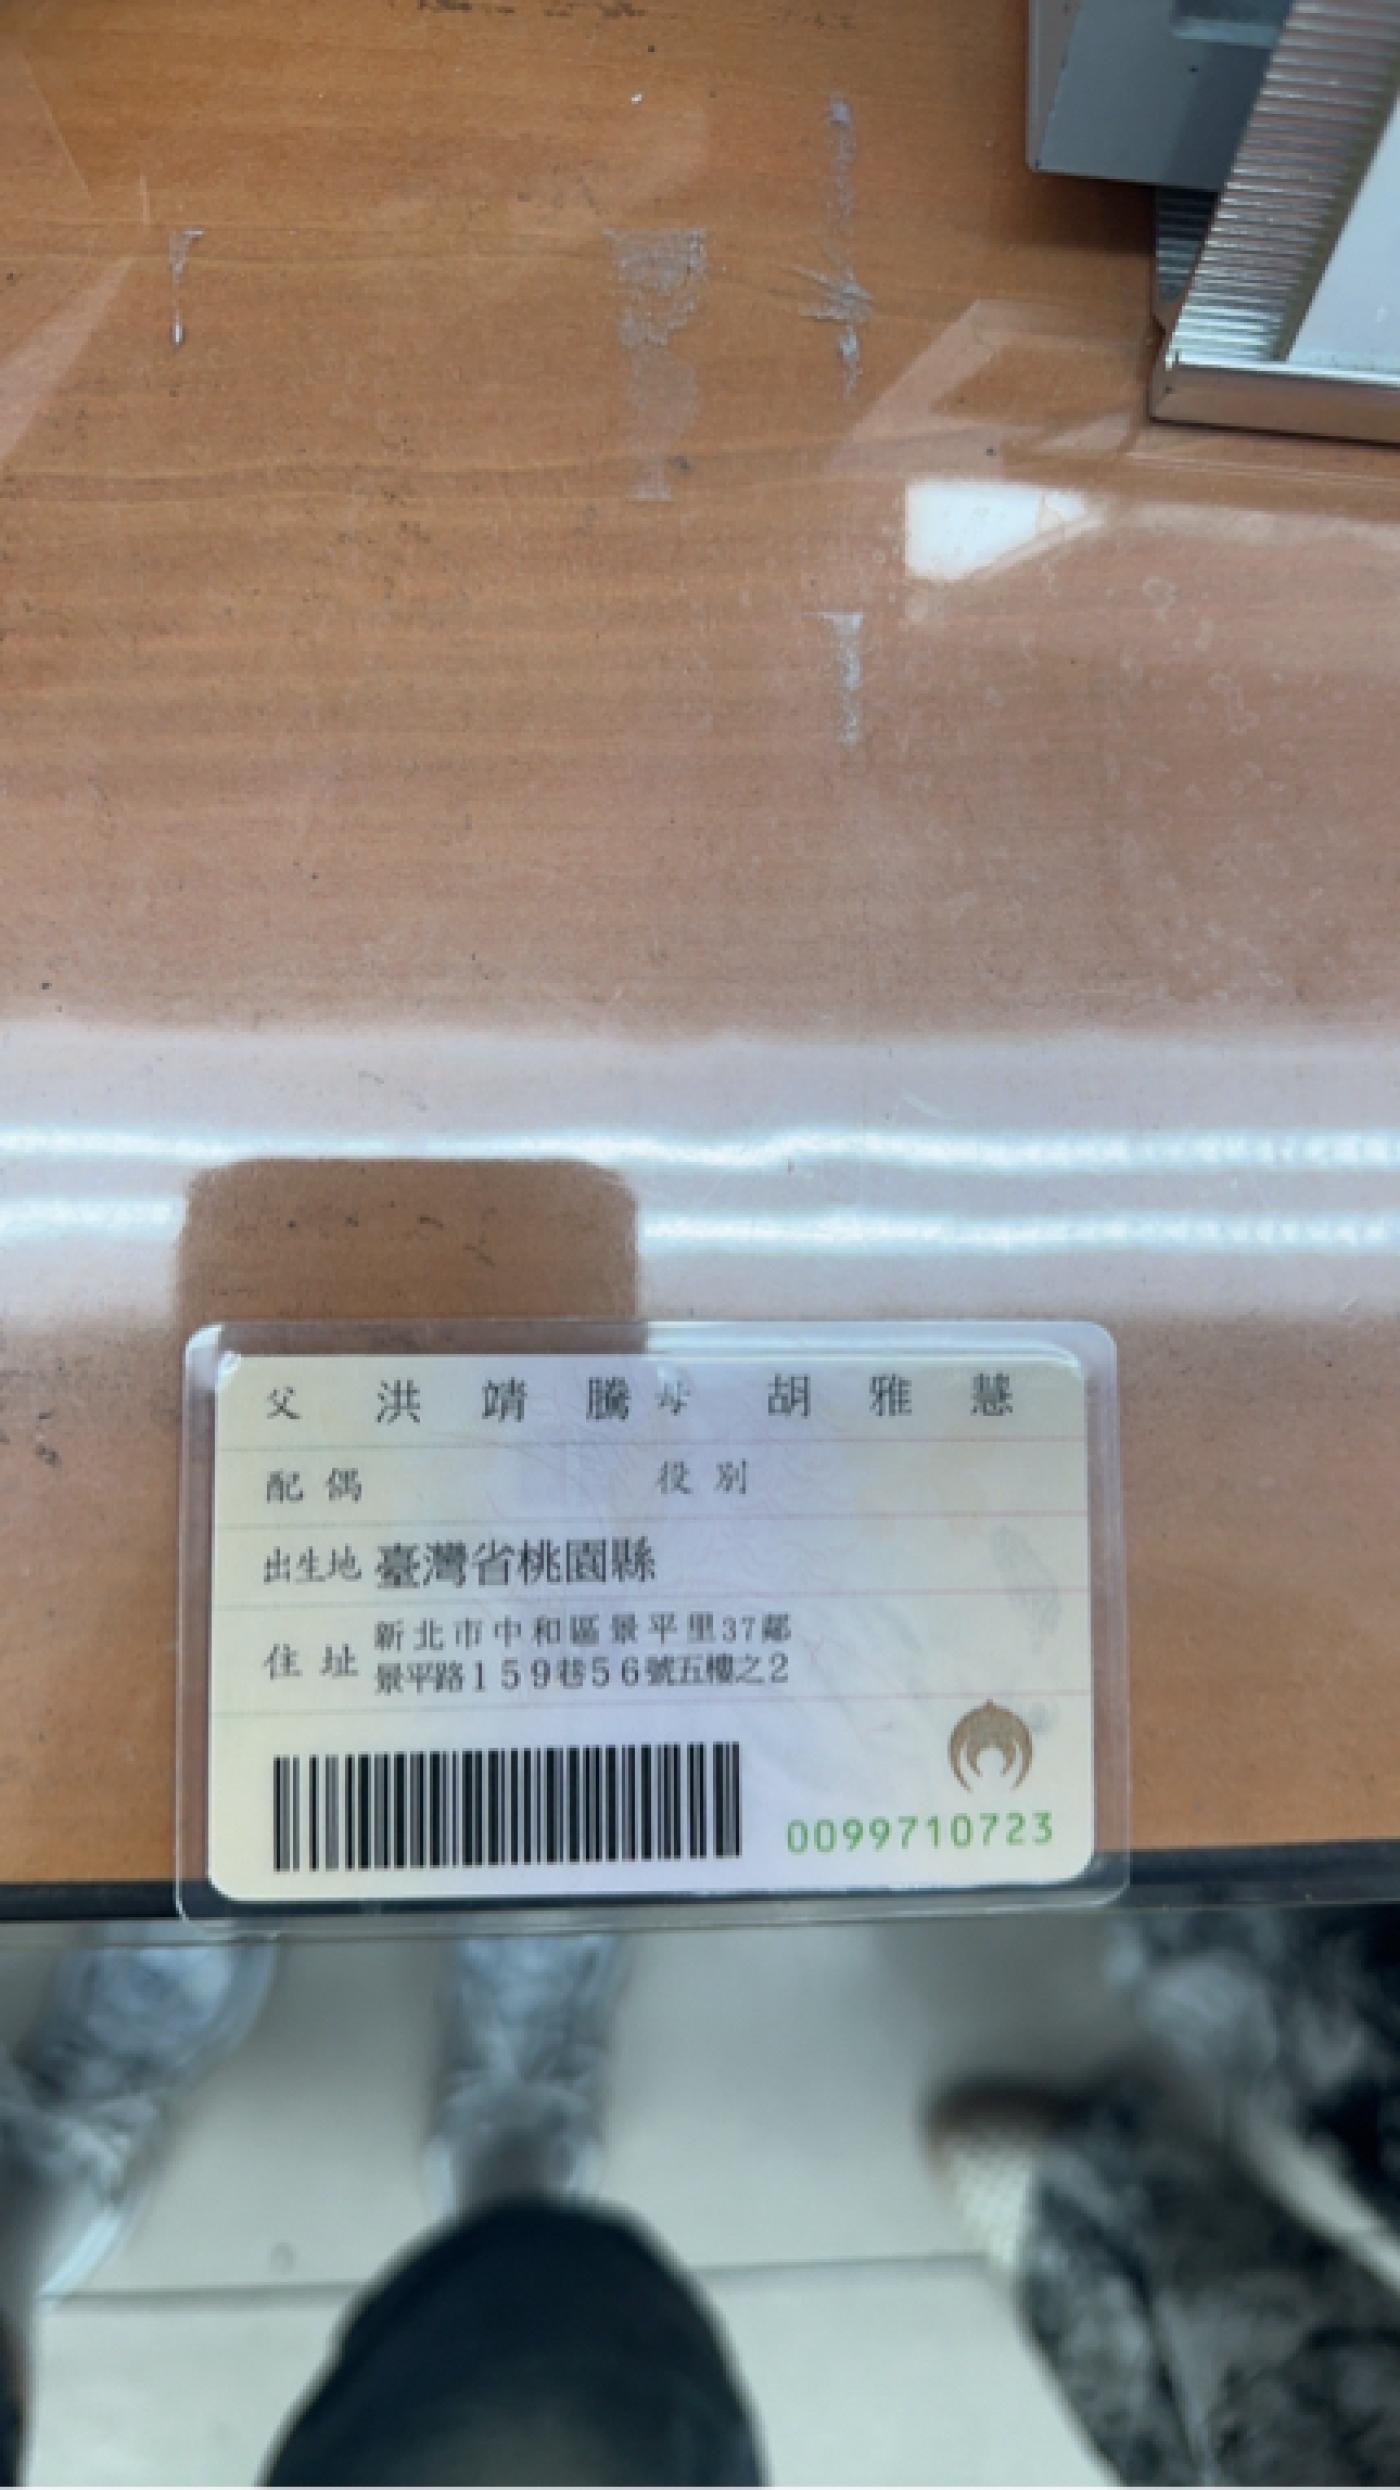 父 洪靖騰 母 胡雅慧
配偶 役別
出生地 臺灣省桃園縣
住址 新北市中和區景平里37鄰
景平路159巷56號五樓之2
0099710723